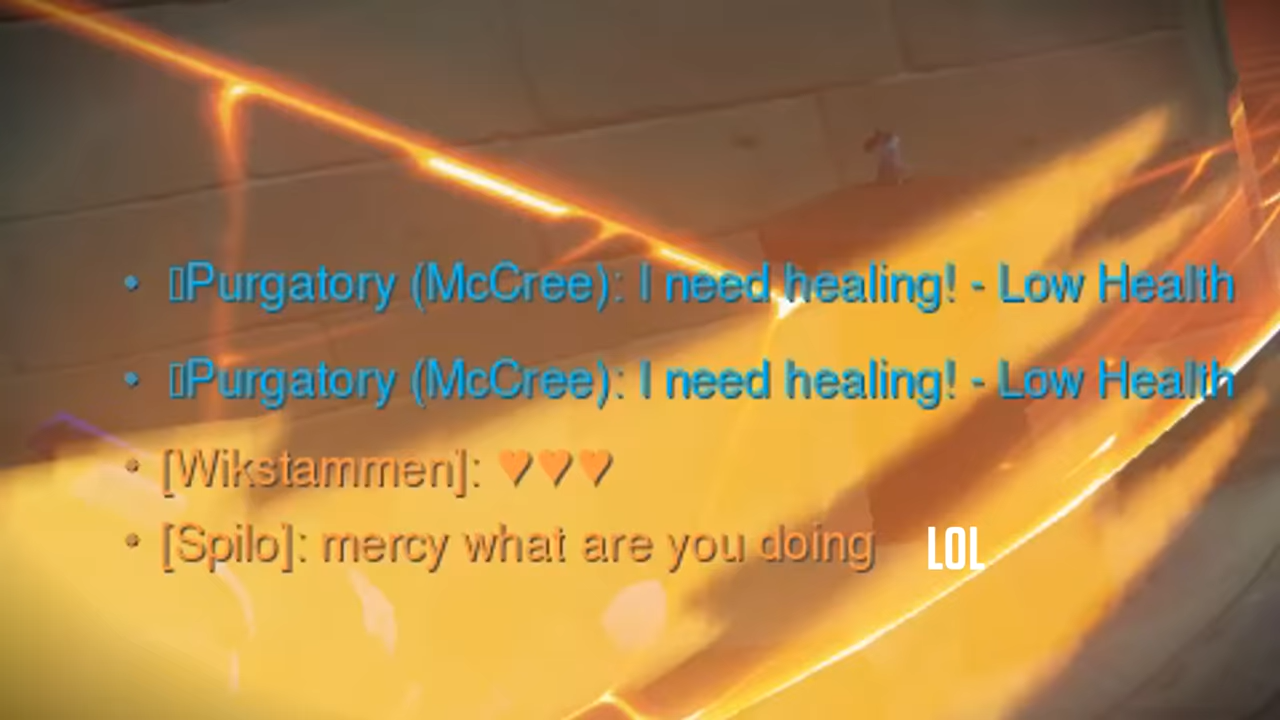 • ▯Purgatory (McCree): I need healing! - Low Health
• ▯Purgatory (McCree): I need healing! - Low Health
• [Wikstammen]: ♥♥♥
• [Spilo]: mercy what are you doing LOL